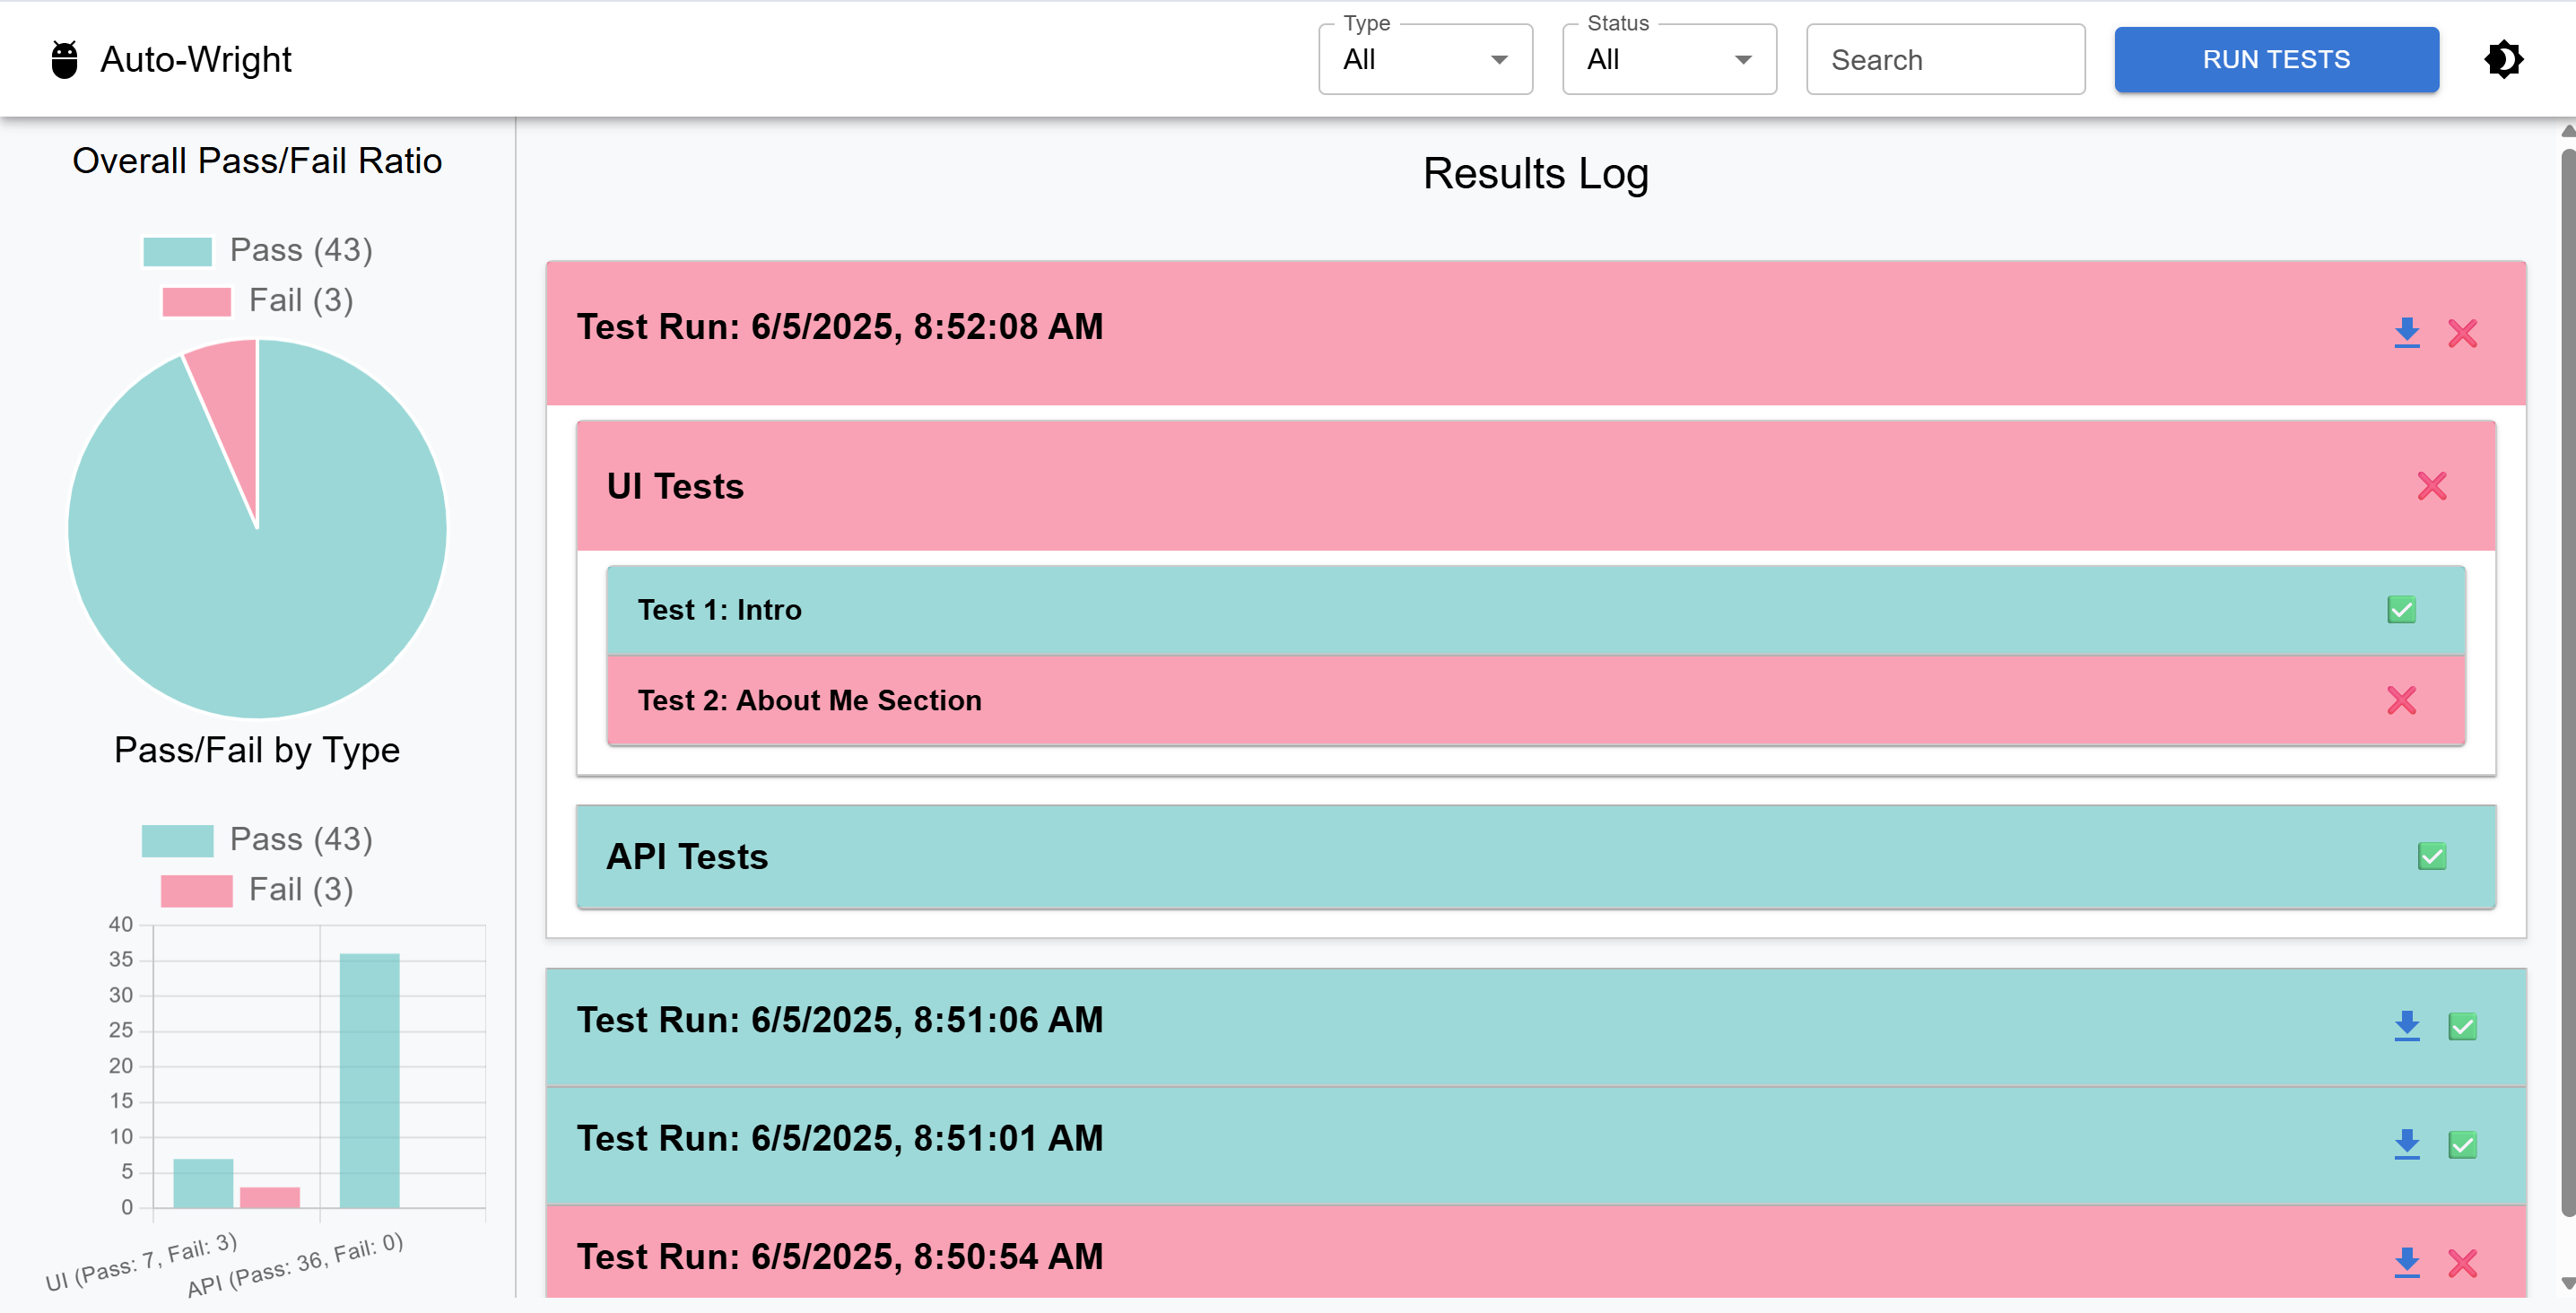 Auto-Wright
Type
All
Status
All
Search
RUN TESTS
Overall Pass/Fail Ratio
Pass (43)
Fail (3)
Pass/Fail by Type
Pass (43)
Fail (3)
40
35
30
25
20
15
10
5
0
UI (Pass: 7, Fail: 3)
API (Pass: 36, Fail: 0)
Results Log
Test Run: 6/5/2025, 8:52:08 AM
UI Tests
Test 1: Intro
Test 2: About Me Section
API Tests
Test Run: 6/5/2025, 8:51:06 AM
Test Run: 6/5/2025, 8:51:01 AM
Test Run: 6/5/2025, 8:50:54 AM